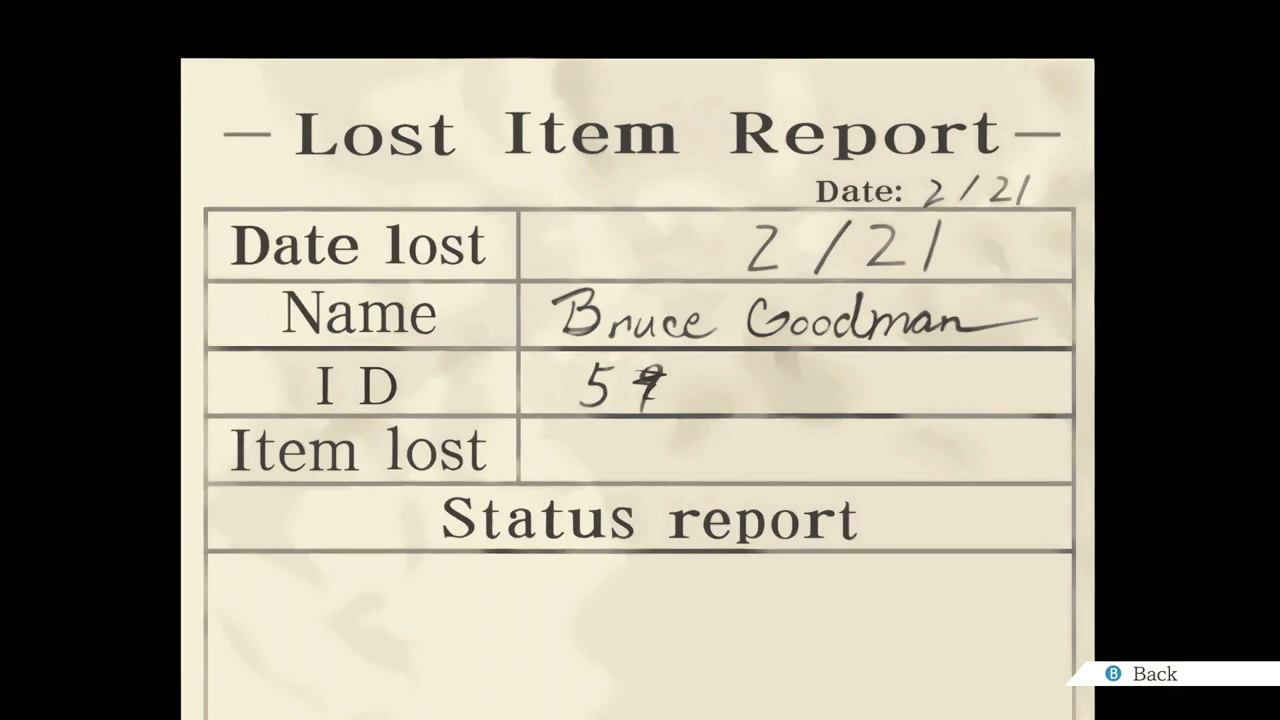 — Lost Item Report —
Date: 2/21
Date lost 2/21
Name Bruce Goodman
ID 5
Item lost
Status report
B Back